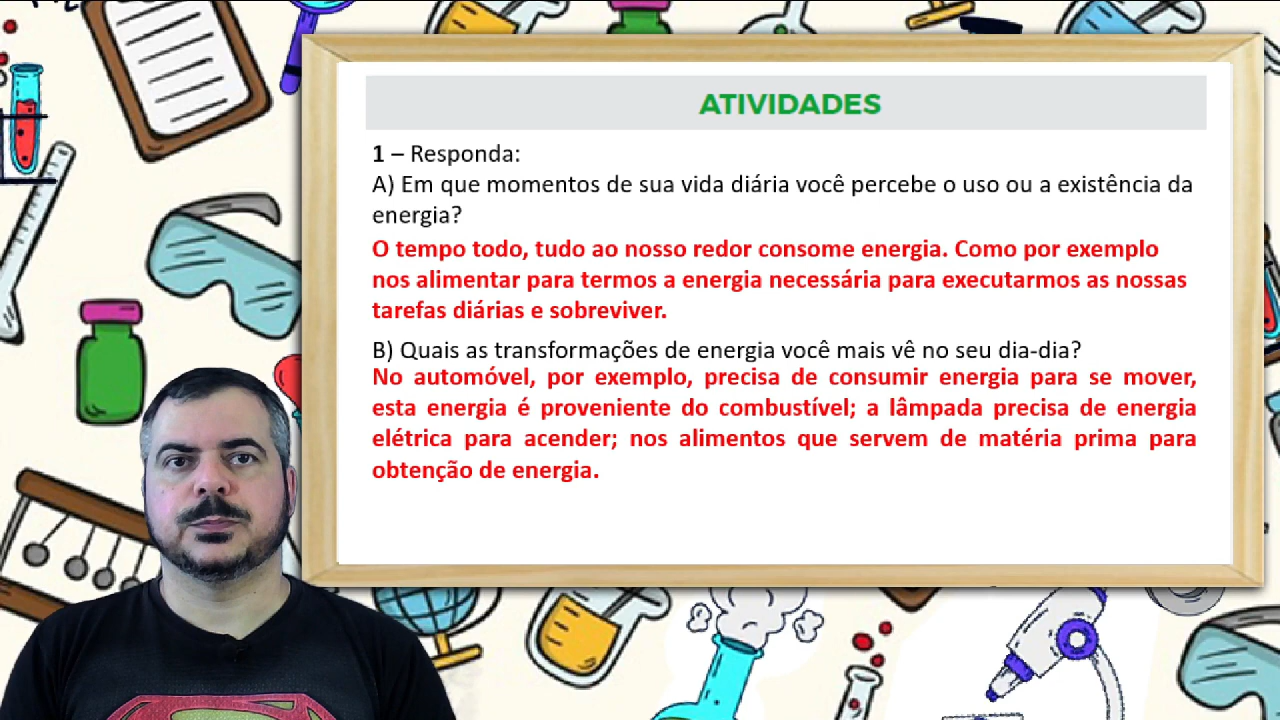 ATIVIDADES
1 – Responda:
A) Em que momentos de sua vida diária você percebe o uso ou a existência da
energia?
O tempo todo, tudo ao nosso redor consome energia. Como por exemplo
nos alimentar para termos a energia necessária para executarmos as nossas
tarefas diárias e sobreviver.
B) Quais as transformações de energia você mais vê no seu dia-dia?
No automóvel, por exemplo, precisa de consumir energia para se mover,
esta energia é proveniente do combustível; a lâmpada precisa de energia
elétrica para acender; nos alimentos que servem de matéria prima para
obtenção de energia.